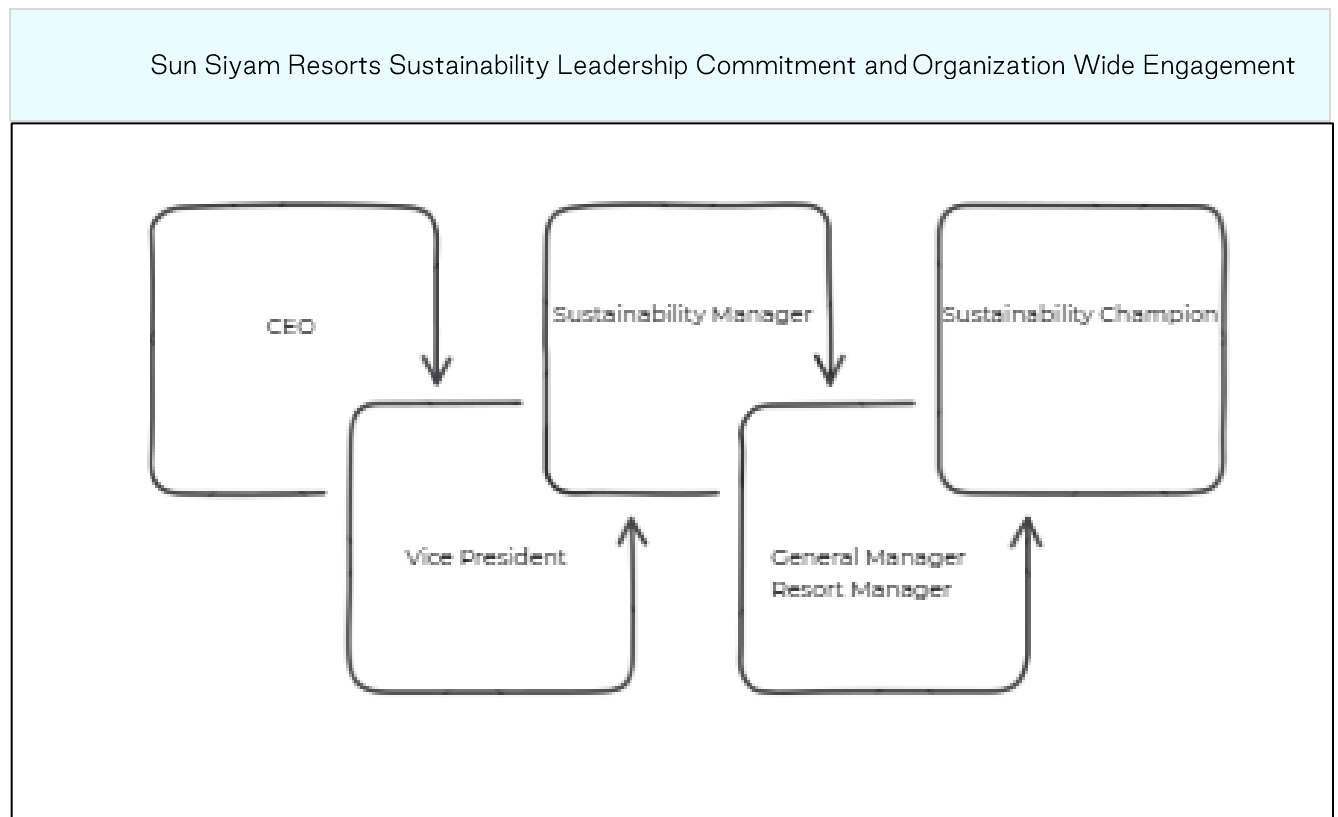 Sun Siyam Resorts Sustainability Leadership Commitment and Organization Wide Engagement
CEO
Vice President
Sustainability Manager
General Manager
Resort Manager
Sustainability Champion